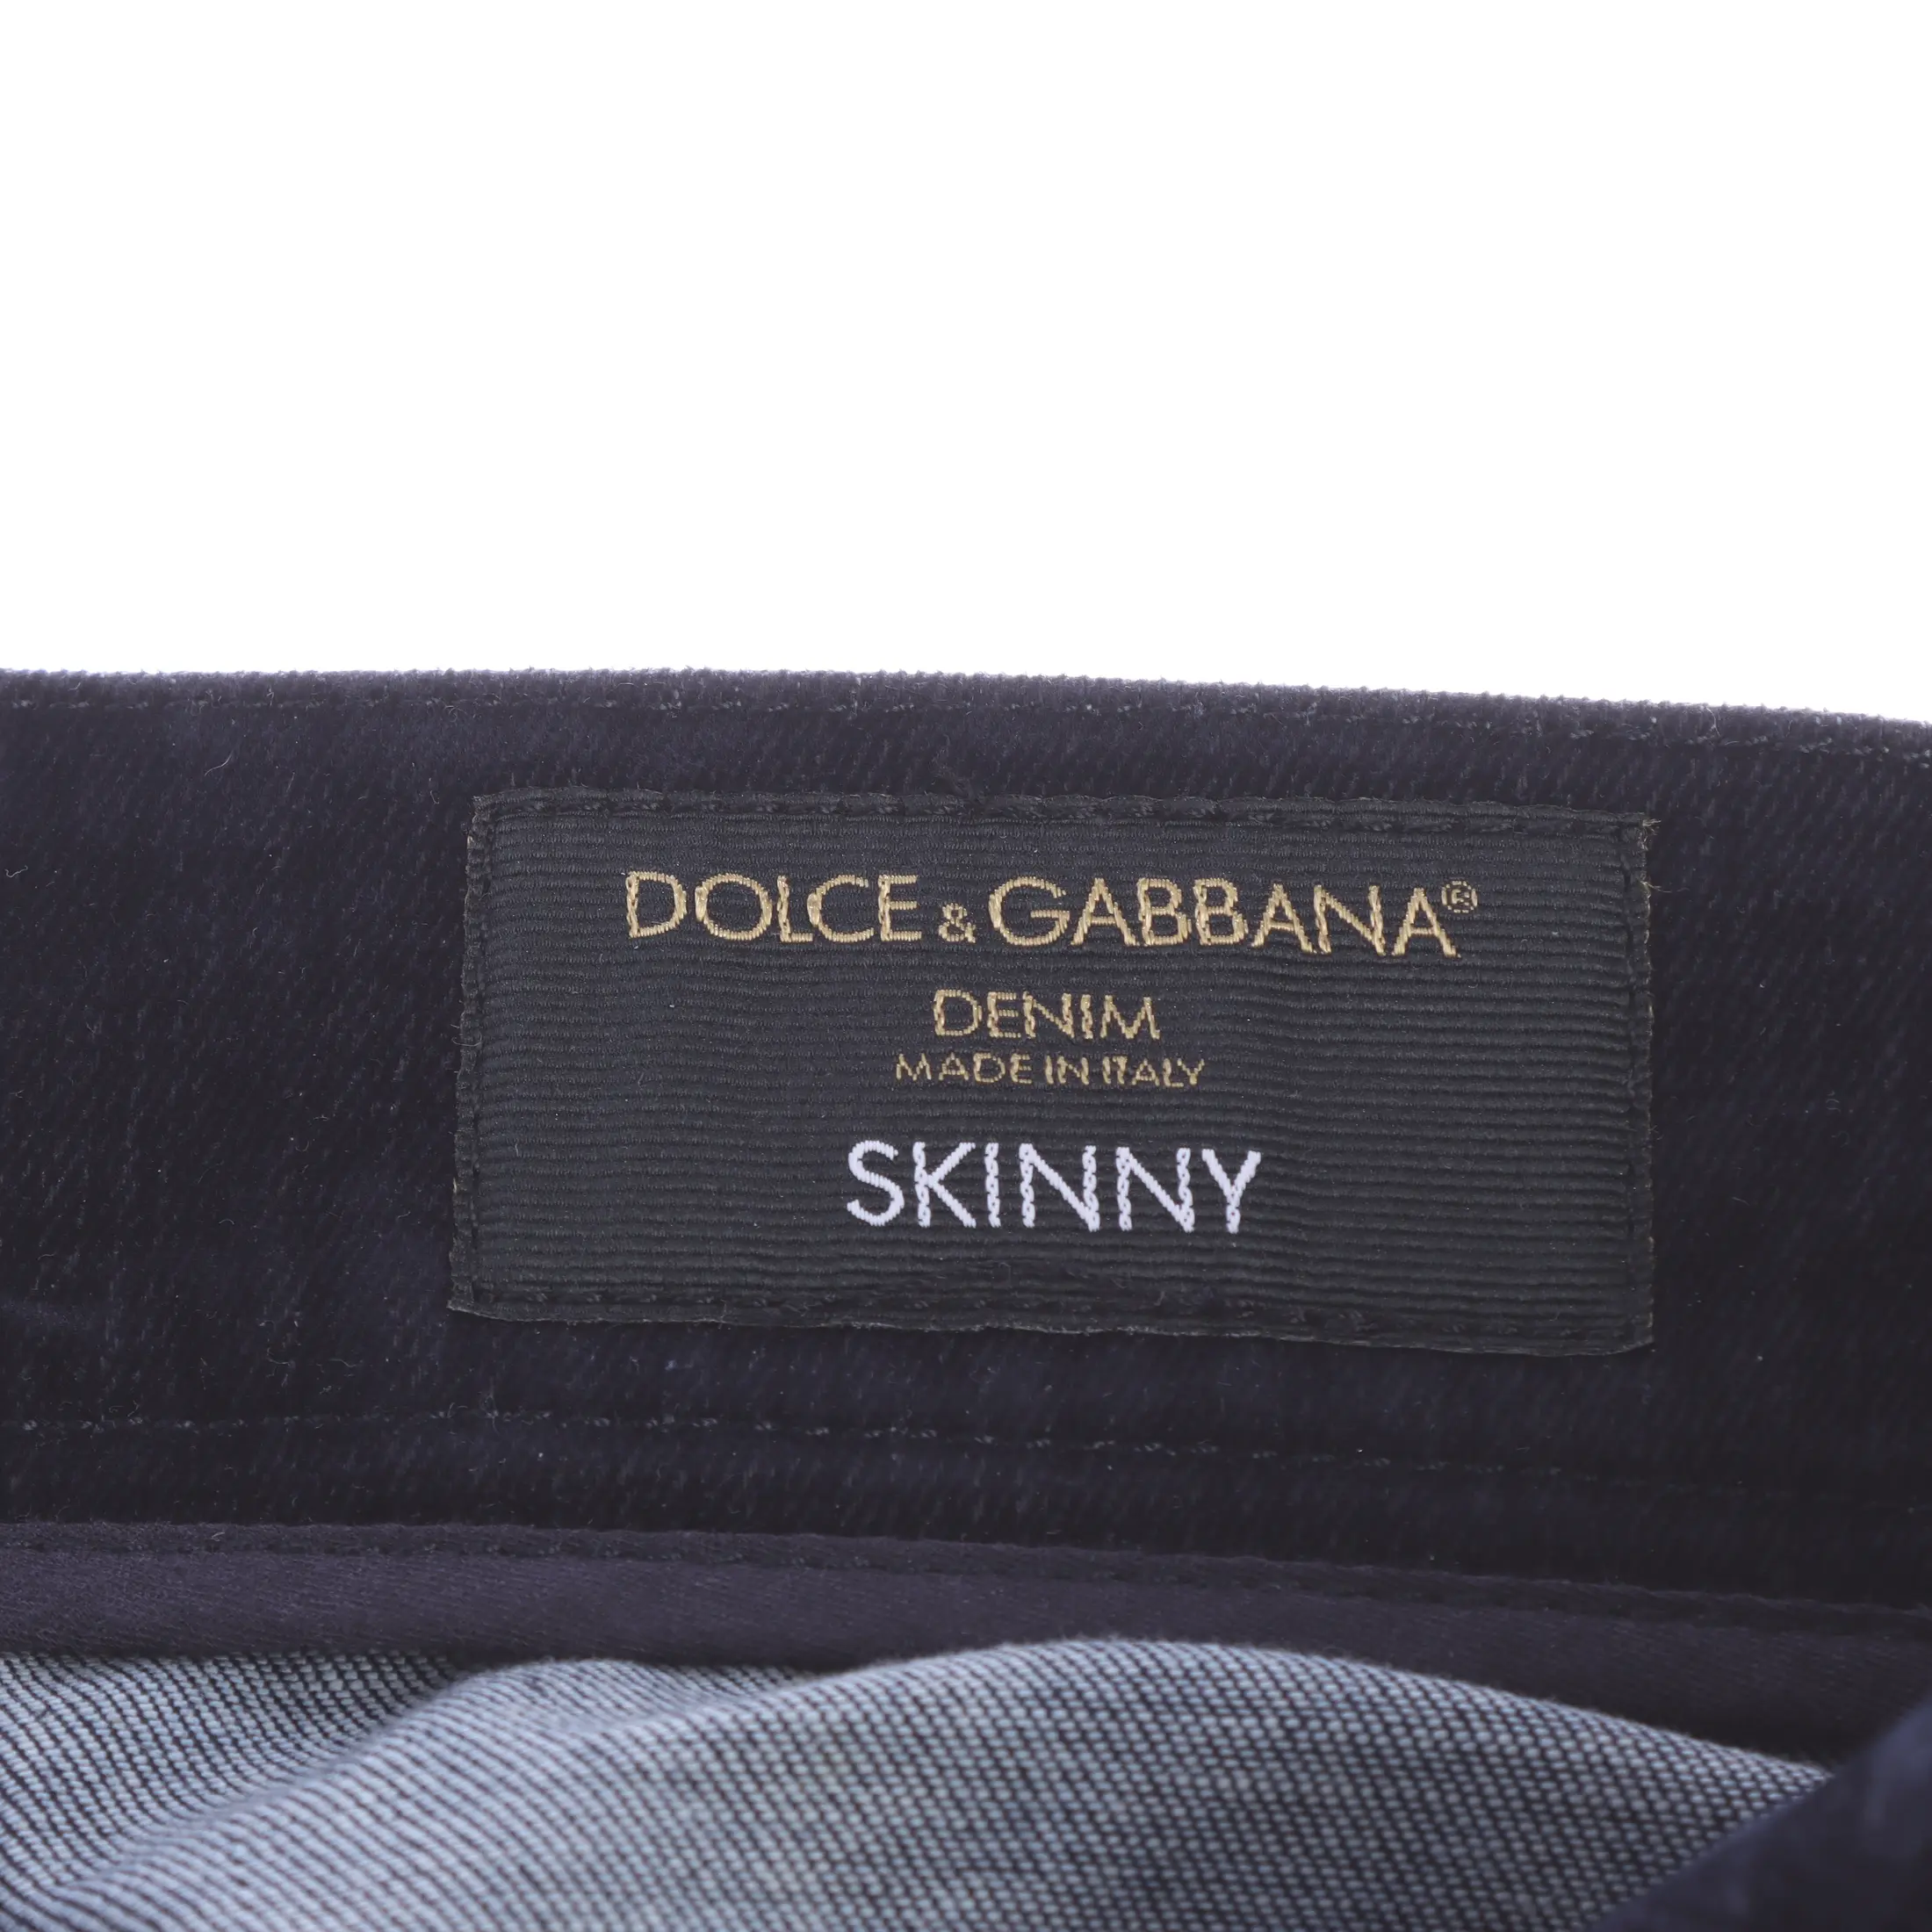 DOLCE & GABBANA®
DENIM
MADE IN ITALY
SKINNY